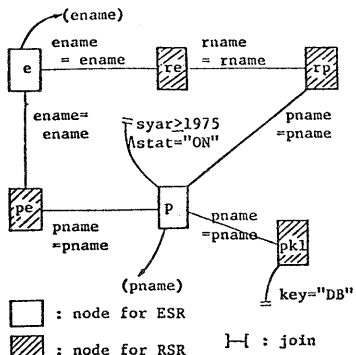 (ename)
ename
= ename
rname
= rname
e
re
rp
ename=
ename
syar≥1975
∧stat="ON"
pname
=pname
pe
p
pname
=pname
pname
=pname
pkl
(pname)
key="DB"
: node for ESR
: node for RSR
: join